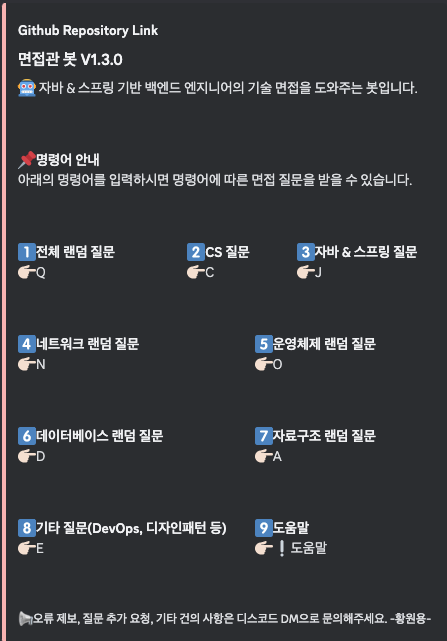 Github Repository Link
면접관 봇 V1.3.0
🤖 자바 & 스프링 기반 백엔드 엔지니어의 기술 면접을 도와주는 봇입니다.
📌명령어 안내
아래의 명령어를 입력하시면 명령어에 따른 면접 질문을 받을 수 있습니다.
1️⃣전체 랜덤 질문 2️⃣CS 질문 3️⃣자바 & 스프링 질문
👉🏻Q 👉🏻C 👉🏻J
4️⃣네트워크 랜덤 질문 5️⃣운영체제 랜덤 질문
👉🏻N 👉🏻O
6️⃣데이터베이스 랜덤 질문 7️⃣자료구조 랜덤 질문
👉🏻D 👉🏻A
8️⃣기타 질문(DevOps, 디자인패턴 등) 9️⃣도움말
👉🏻E 👉🏻❕도움말
📢오류 제보, 질문 추가 요청, 기타 건의 사항은 디스코드 DM으로 문의해주세요. -황원용-